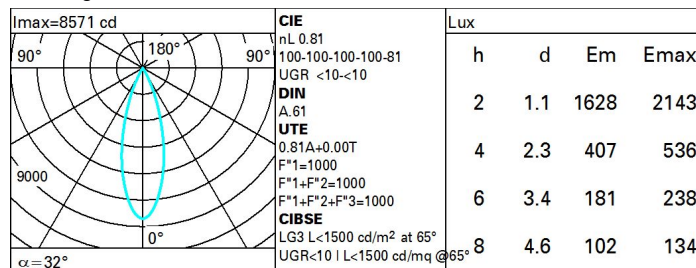 Imax=8571 cd
90° 180° 90°
9000
0°
α=32°
CIE
nL 0.81
100-100-100-100-81
UGR <10-<10
DIN
A.61
UTE
0.81A+0.00T
F"1=1000
F"1+F"2=1000
F"1+F"2+F"3=1000
CIBSE
LG3 L<1500 cd/m² at 65°
UGR<10 | L<1500 cd/mq @65°
Lux
h d Em Emax
2 1.1 1628 2143
4 2.3 407 536
6 3.4 181 238
8 4.6 102 134